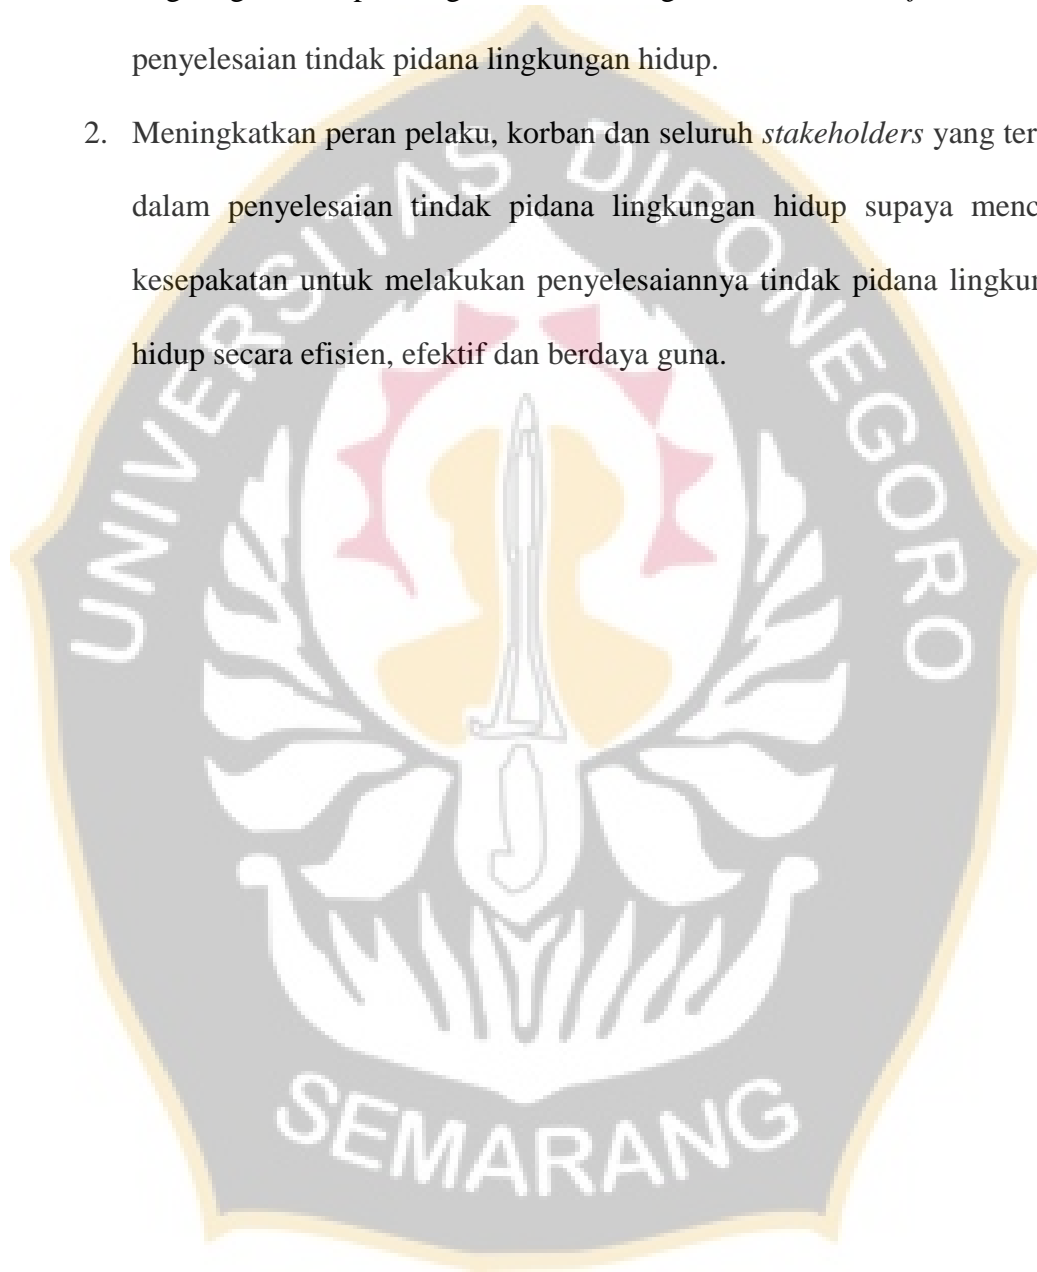 penyelesaian tindak pidana lingkungan hidup.
2. Meningkatkan peran pelaku, korban dan seluruh stakeholders yang ter
dalam penyelesaian tindak pidana lingkungan hidup supaya menc
kesepakatan untuk melakukan penyelesaiannya tindak pidana lingkun
hidup secara efisien, efektif dan berdaya guna.
UNIVERSITAS DIPONEGORO
SEMARANG